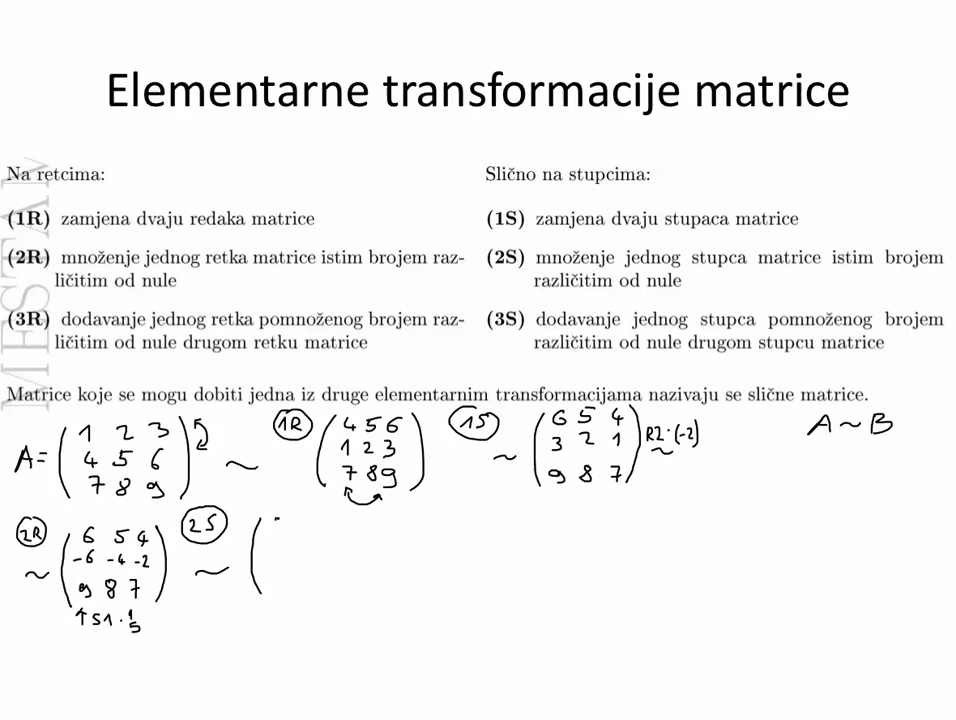 Elementarne transformacije matrice
Na retcima:
(1R) zamjena dvaju redaka matrice
(2R) množenje jednog retka matrice istim brojem raz-
ličitim od nule
(3R) dodavanje jednog retka pomnoženog brojem raz-
ličitim od nule drugom retku matrice
Slično na stupcima:
(1S) zamjena dvaju stupaca matrice
(2S) množenje jednog stupca matrice istim brojem
različitim od nule
(3S) dodavanje jednog stupca pomnoženog brojem
različitim od nule drugom stupcu matrice
Matrice koje se mogu dobiti jedna iz druge elementarnim transformacijama nazivaju se slične matrice.
A = ( 1 2 3
4 5 6
7 8 9 )
~ 1R ( 4 5 6
1 2 3
7 8 9 )
~ 1S ( 6 5 4
3 2 1
9 8 7 ) R2·(-2) ~
A ~ B
2R ~ ( 6 5 4
-6 -4 -2
9 8 7 )
↑ S1 · 1/5
2S ~ (